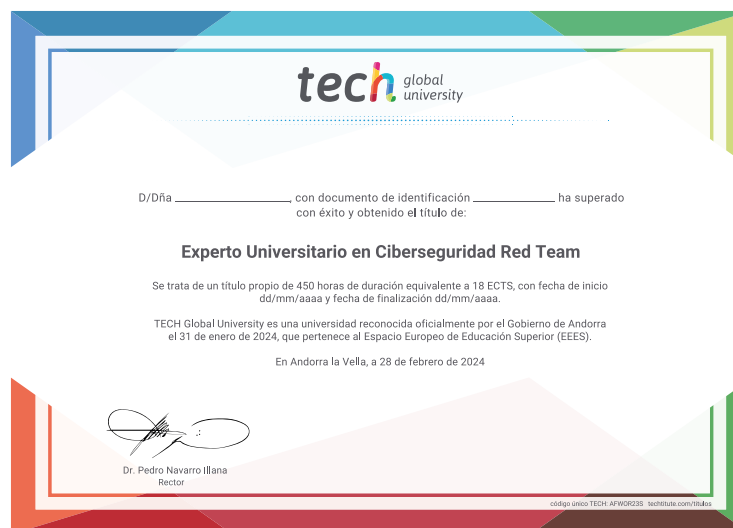 tech global university
D/Dña ____________________, con documento de identificación ______________ ha superado
con éxito y obtenido el título de:
Experto Universitario en Ciberseguridad Red Team
Se trata de un título propio de 450 horas de duración equivalente a 18 ECTS, con fecha de inicio
dd/mm/aaaa y fecha de finalización dd/mm/aaaa.
TECH Global University es una universidad reconocida oficialmente por el Gobierno de Andorra
el 31 de enero de 2024, que pertenece al Espacio Europeo de Educación Superior (EEES).
En Andorra la Vella, a 28 de febrero de 2024
Dr. Pedro Navarro Illana
Rector
código único TECH: AFWOR23S techtitute.com/titulos